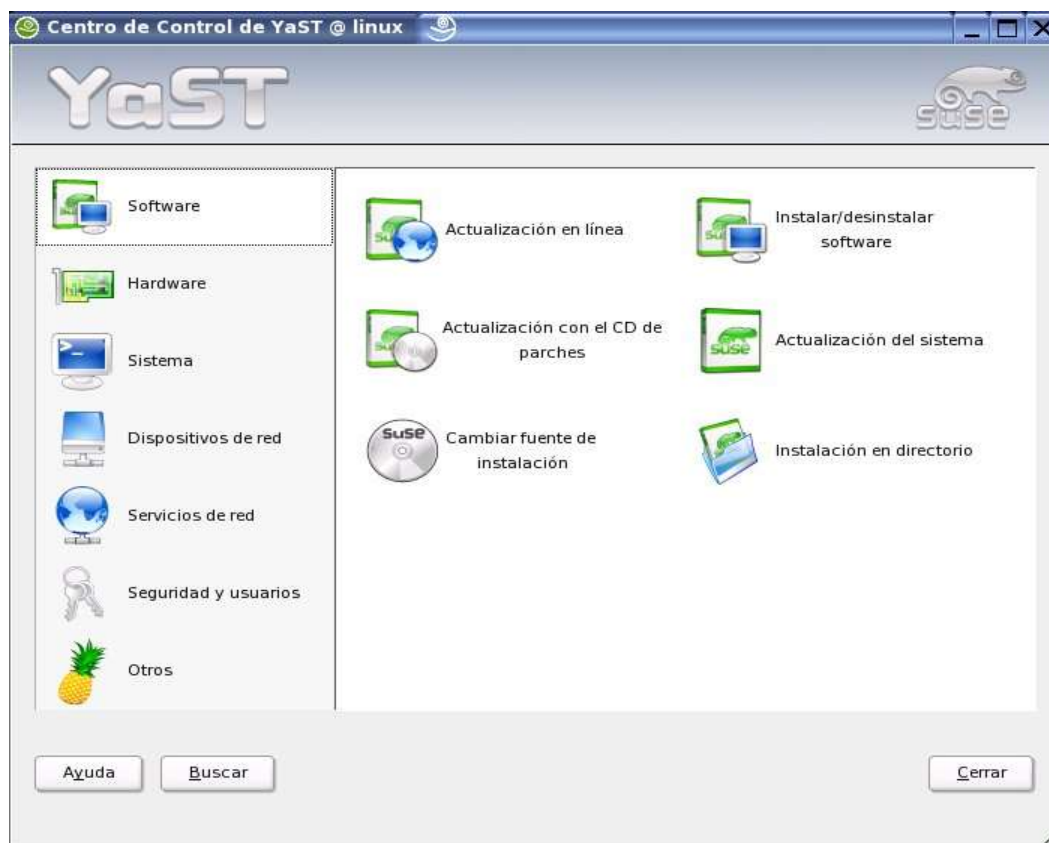 Centro de Control de YaST @ linux
YaST
SUSE
Software
Hardware
Sistema
Dispositivos de red
Servicios de red
Seguridad y usuarios
Otros
Actualización en línea
Instalar/desinstalar
software
Actualización con el CD de
parches
Actualización del sistema
Cambiar fuente de
instalación
Instalación en directorio
SUSE
Ayuda
Buscar
Cerrar